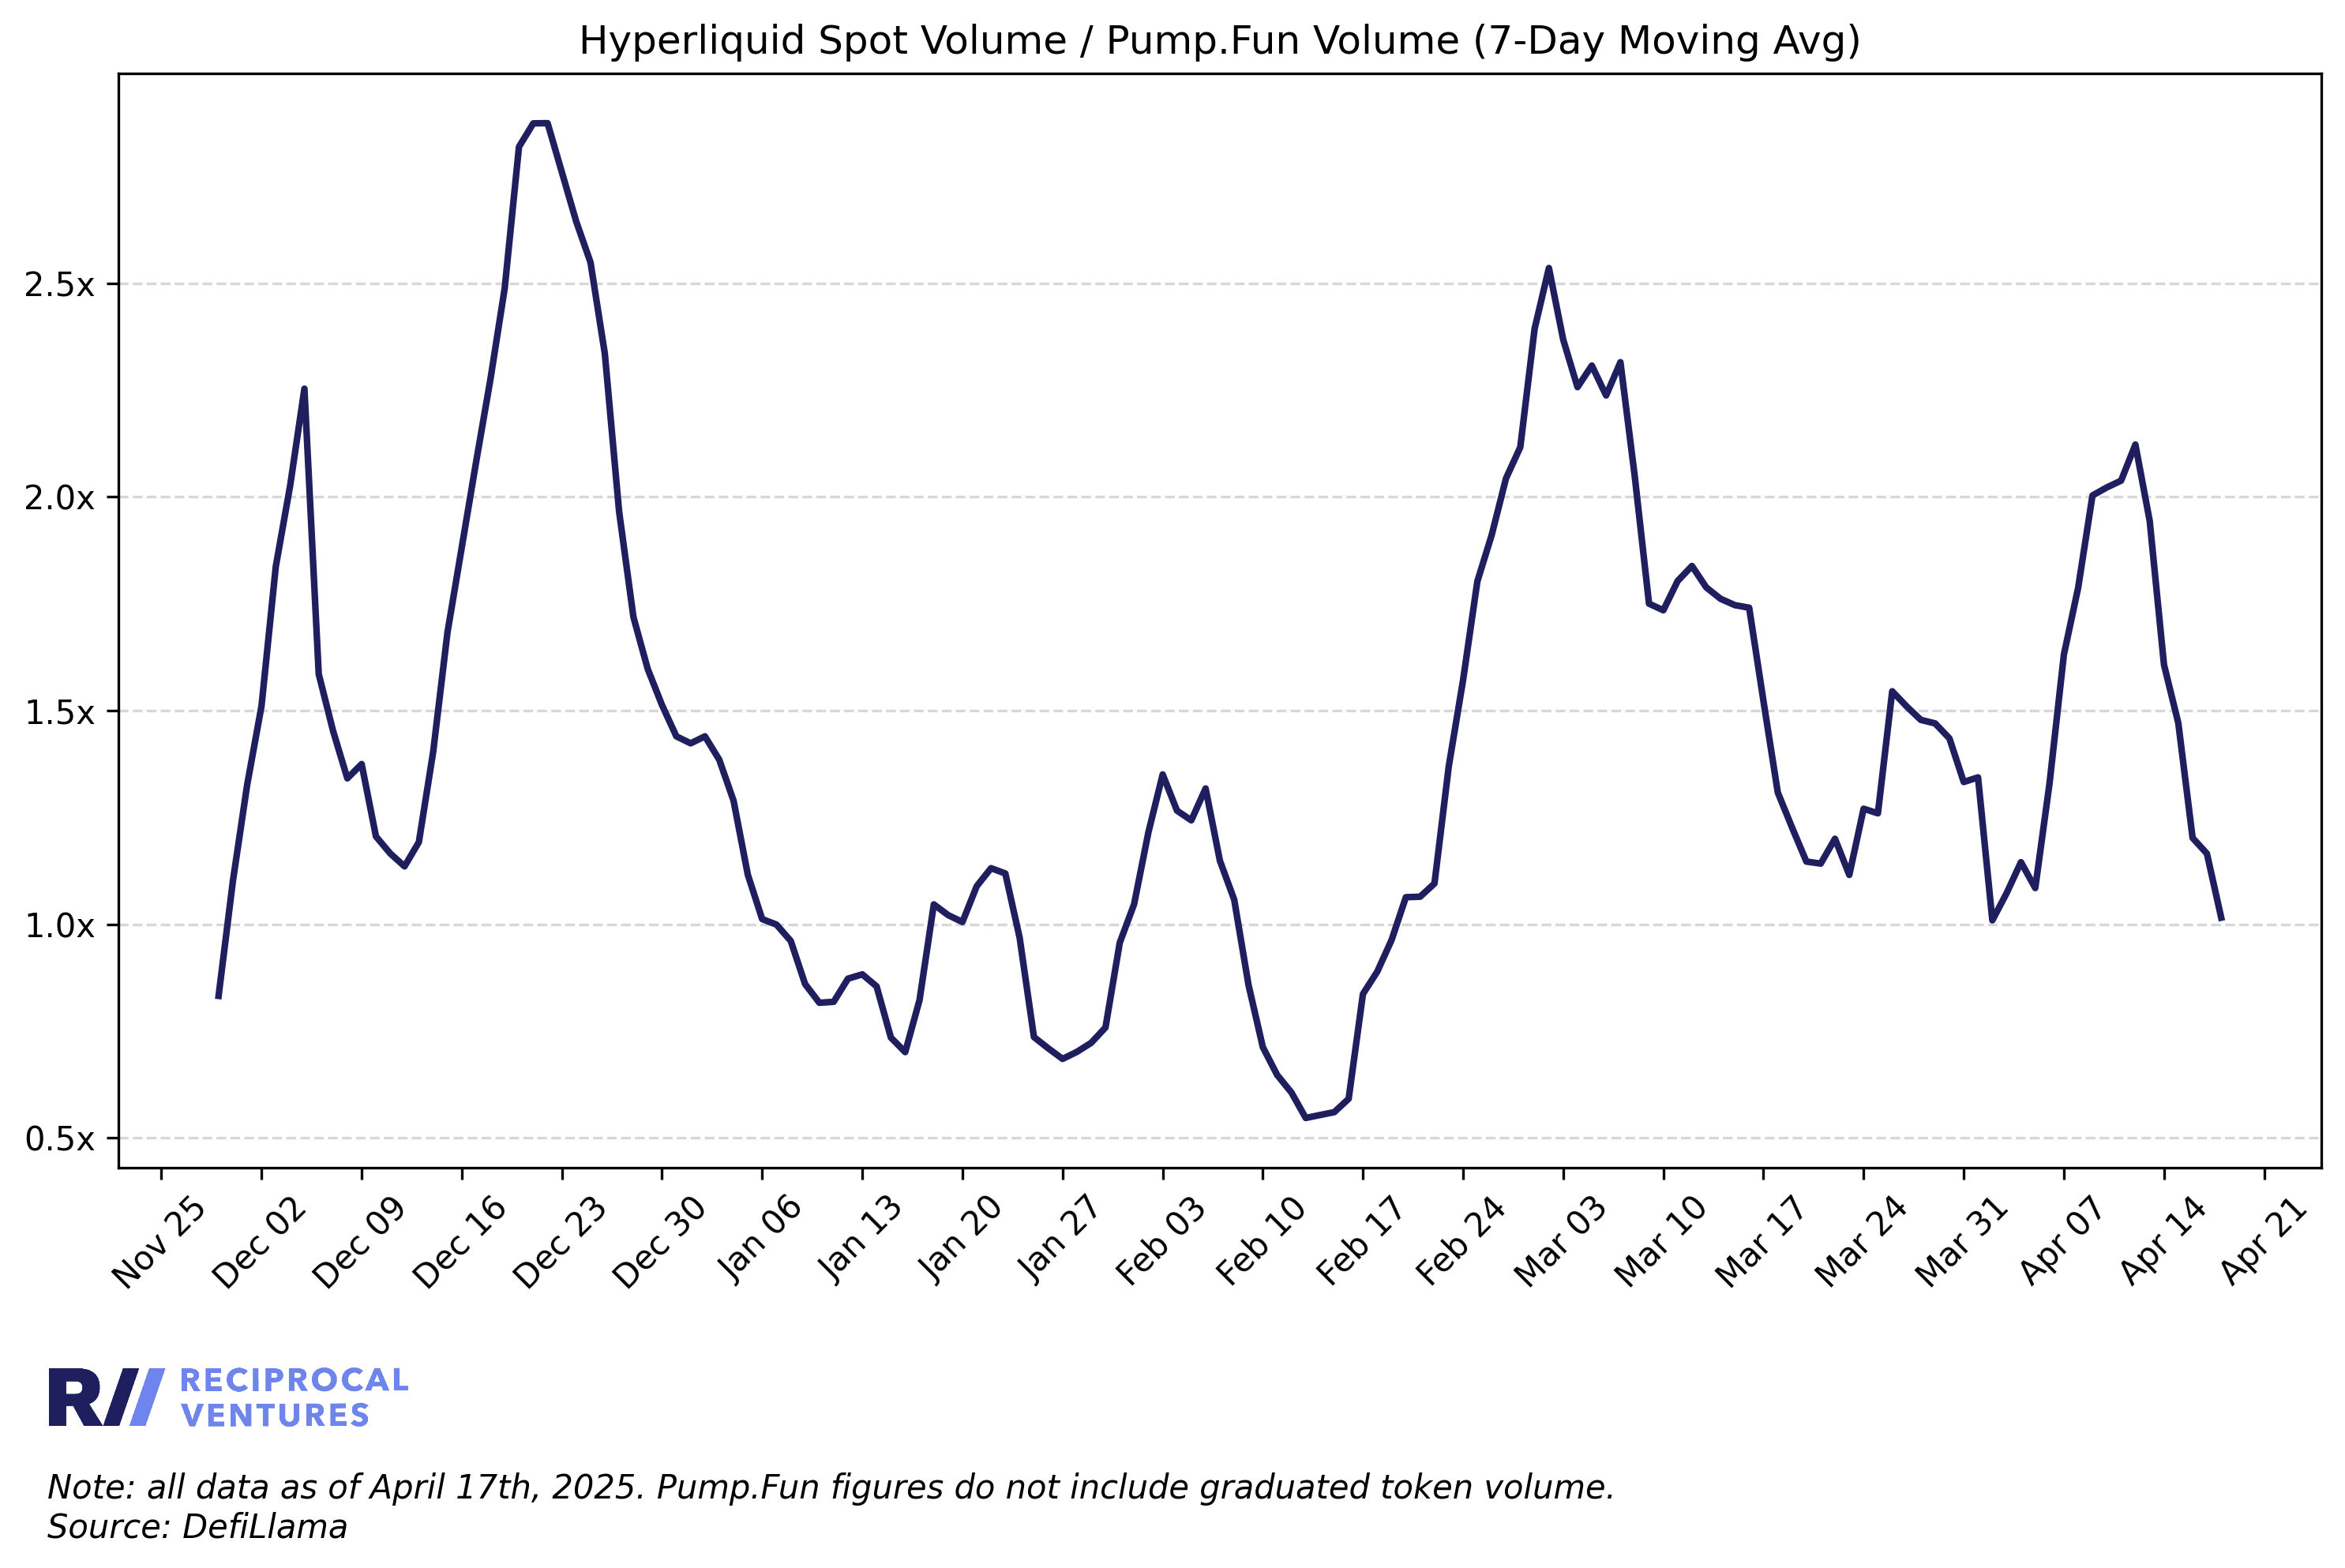 Hyperliquid Spot Volume / Pump.Fun Volume (7-Day Moving Avg)
2.5x
2.0x
1.5x
1.0x
0.5x
Nov 25
Dec 02
Dec 09
Dec 16
Dec 23
Dec 30
Jan 06
Jan 13
Jan 20
Jan 27
Feb 03
Feb 10
Feb 17
Feb 24
Mar 03
Mar 10
Mar 17
Mar 24
Mar 31
Apr 07
Apr 14
Apr 21
R// RECIPROCAL
VENTURES
Note: all data as of April 17th, 2025. Pump.Fun figures do not include graduated token volume.
Source: DefiLlama